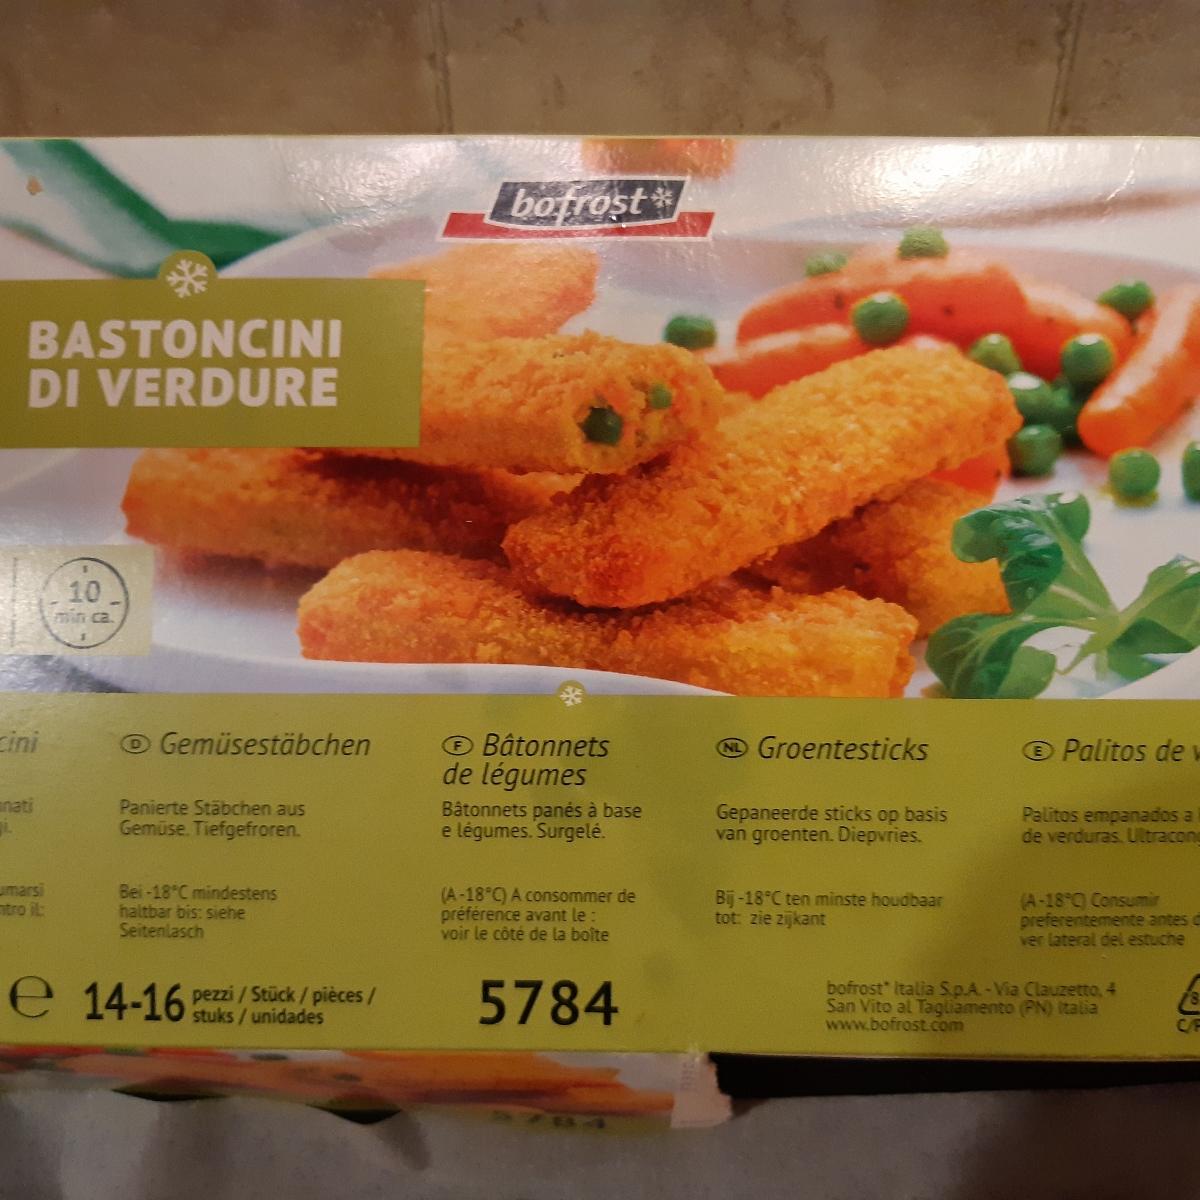 bofrost*
BASTONCINI
DI VERDURE
10
min ca.
D Gemüsestäbchen
Panierte Stäbchen aus
Gemüse. Tiefgefroren.
Bei -18°C mindestens
haltbar bis: siehe
Seitenlasch
F Bâtonnets
de légumes
Bâtonnets panés à base
e légumes. Surgelé.
(A -18°C) A consommer de
préférence avant le :
voir le côté de la boîte
NL Groentesticks
Gepaneerde sticks op basis
van groenten. Diepvries.
Bij -18°C ten minste houdbaar
tot: zie zijkant
E Palitos de v
Palitos empanados a
de verduras. Ultracong
(A -18°C) Consumir
preferentemente antes d
ver lateral del estuche
e 14-16 pezzi / Stück / pièces /
stuks / unidades
5784
bofrost* Italia S.p.A. - Via Clauzetto, 4
San Vito al Tagliamento (PN) Italia
www.bofrost.com
5784